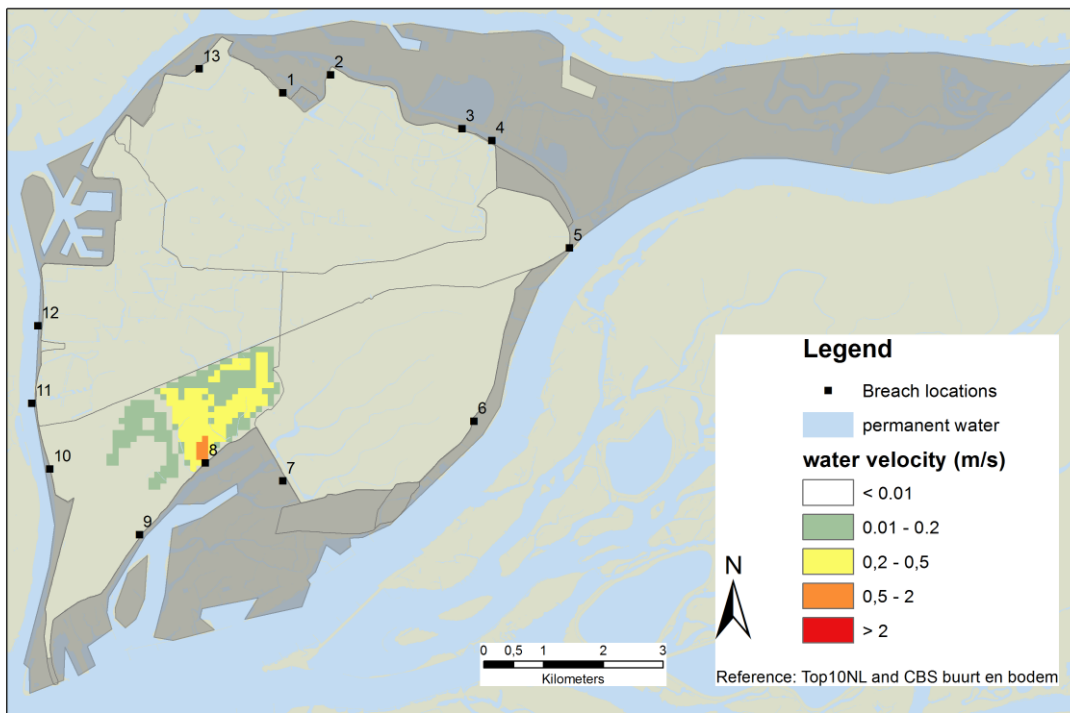 13
1
2
3
4
5
12
11
6
10
8
7
9
Legend
Breach locations
permanent water
water velocity (m/s)
< 0.01
0.01 - 0.2
0,2 - 0,5
0,5 - 2
> 2
N
0 0,5 1 2 3
Kilometers
Reference: Top10NL and CBS buurt en bodem